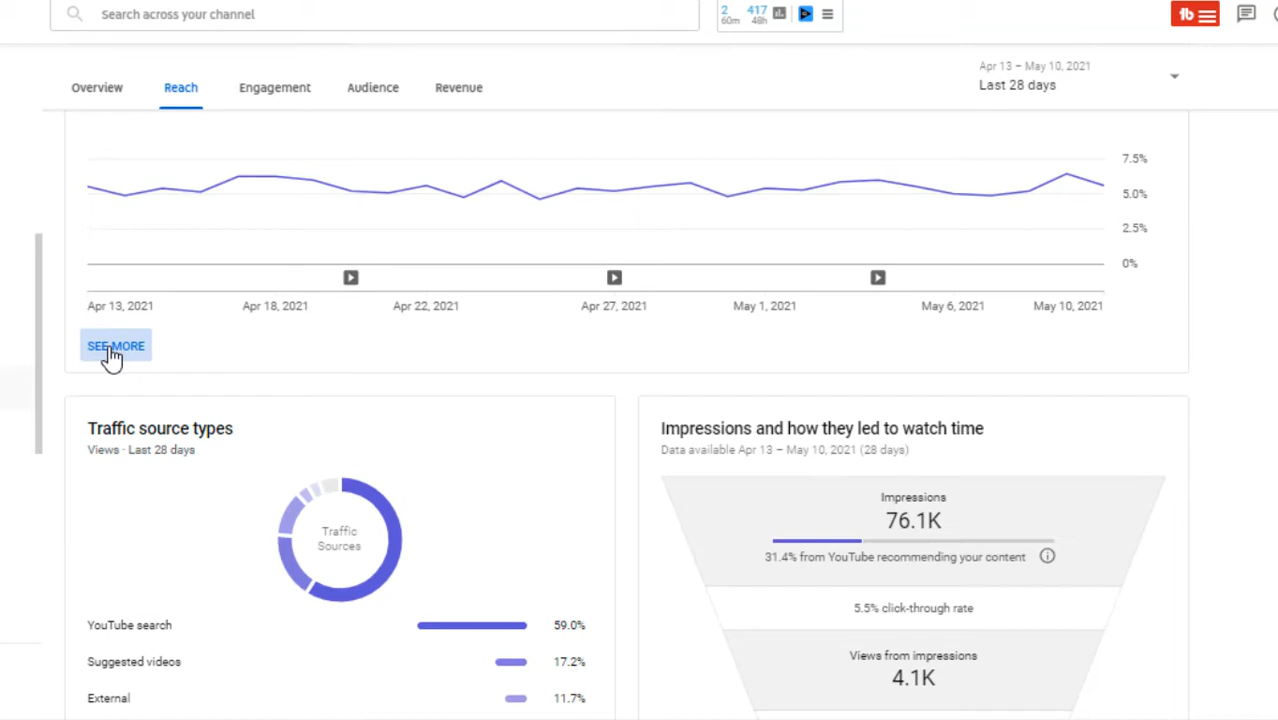 Search across your channel
2 417
60m 48h
tb
Overview Reach Engagement Audience Revenue
Apr 13 – May 10, 2021
Last 28 days
7.5%
5.0%
2.5%
0%
Apr 13, 2021 Apr 18, 2021 Apr 22, 2021 Apr 27, 2021 May 1, 2021 May 6, 2021 May 10, 2021
SEE MORE
Traffic source types
Views · Last 28 days
Traffic
Sources
YouTube search 59.0%
Suggested videos 17.2%
External 11.7%
Impressions and how they led to watch time
Data available Apr 13 – May 10, 2021 (28 days)
Impressions
76.1K
31.4% from YouTube recommending your content
5.5% click-through rate
Views from impressions
4.1K